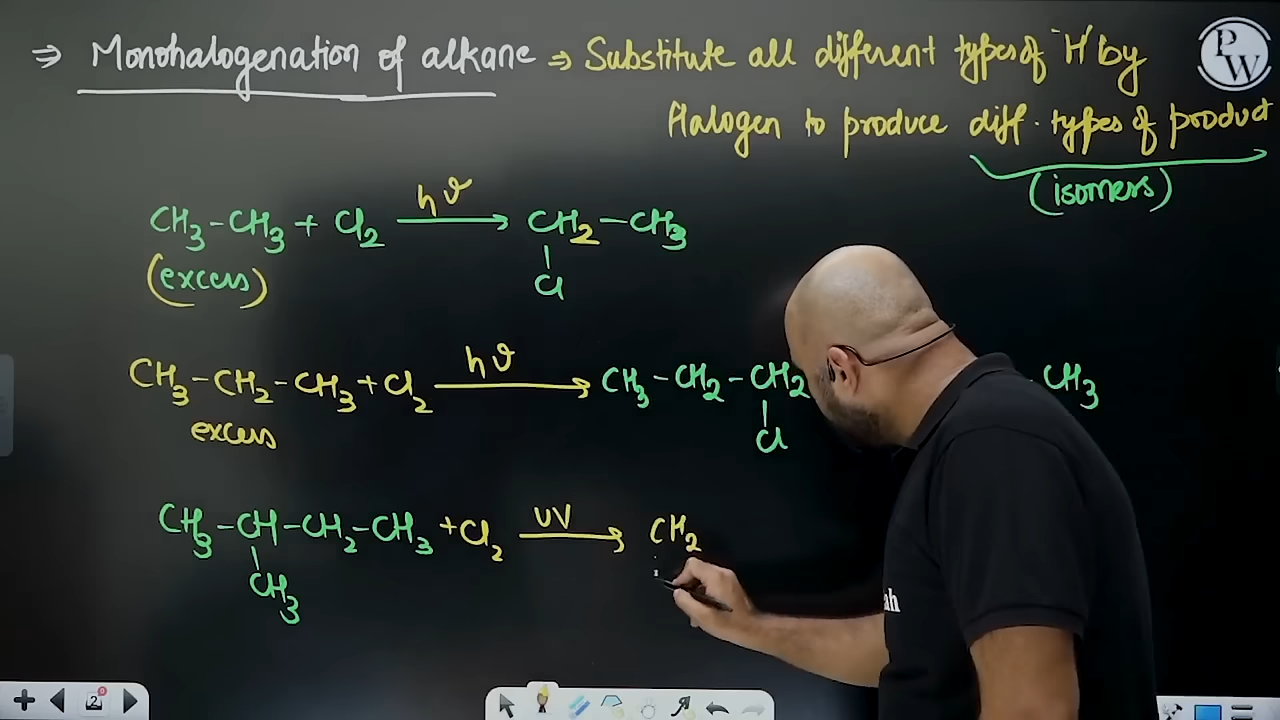 ⇒ Monohalogenation of alkane ⇒ Substitute all different types of 'H' by
Halogen to produce diff. types of product
(isomers)
P
W
CH3-CH3 + Cl2 hν → CH2-CH3
(excess)
Cl
CH3-CH2-CH3 + Cl2 hν → CH3-CH2-CH2 CH3
excess
Cl
CH3-CH-CH2-CH3 + Cl2 UV → CH2
CH3
ah
2